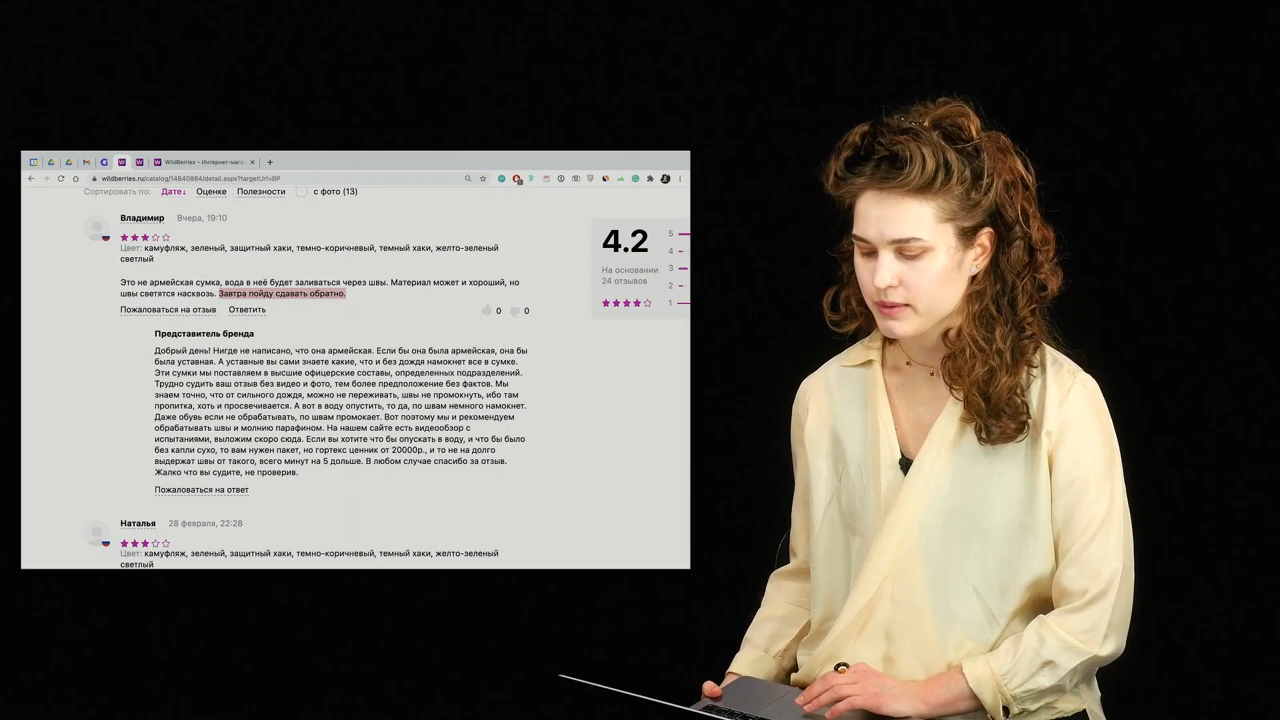 WildBerries – Интернет-мага
wildberries.ru/catalog/14840884/detail.aspx?targetUrl=BP
Сортировать по: Дате↓ Оценке Полезности с фото (13)
Владимир Вчера, 19:10
Цвет: камуфляж, зеленый, защитный хаки, темно-коричневый, темный хаки, желто-зеленый
светлый
Это не армейская сумка, вода в неё будет заливаться через швы. Материал может и хороший, но
швы светятся насквозь. Завтра пойду сдавать обратно.
Пожаловаться на отзыв Ответить 0 0
Представитель бренда
Добрый день! Нигде не написано, что она армейская. Если бы она была армейская, она бы
была уставная. А уставные вы сами знаете какие, что и без дождя намокнет все в сумке.
Эти сумки мы поставляем в высшие офицерские составы, определенных подразделений.
Трудно судить ваш отзыв без видео и фото, тем более предположение без фактов. Мы
знаем точно, что от сильного дождя, можно не переживать, швы не промокнуть, ибо там
пропитка, хоть и просвечивается. А вот в воду опустить, то да, по швам немного намокнет.
Даже обувь если не обрабатывать, по швам промокает. Вот поэтому мы и рекомендуем
обрабатывать швы и молнию парафином. На нашем сайте есть видеообзор с
испытаниями, выложим скоро сюда. Если вы хотите что бы опускать в воду, и что бы было
без капли сухо, то вам нужен пакет, но гортекс ценник от 20000р., и то не на долго
выдержат швы от такого, всего минут на 5 дольше. В любом случае спасибо за отзыв.
Жалко что вы судите, не проверив.
Пожаловаться на ответ
Наталья 28 февраля, 22:28
Цвет: камуфляж, зеленый, защитный хаки, темно-коричневый, темный хаки, желто-зеленый
светлый
4.2
На основании
24 отзывов
5
4
3
2
1